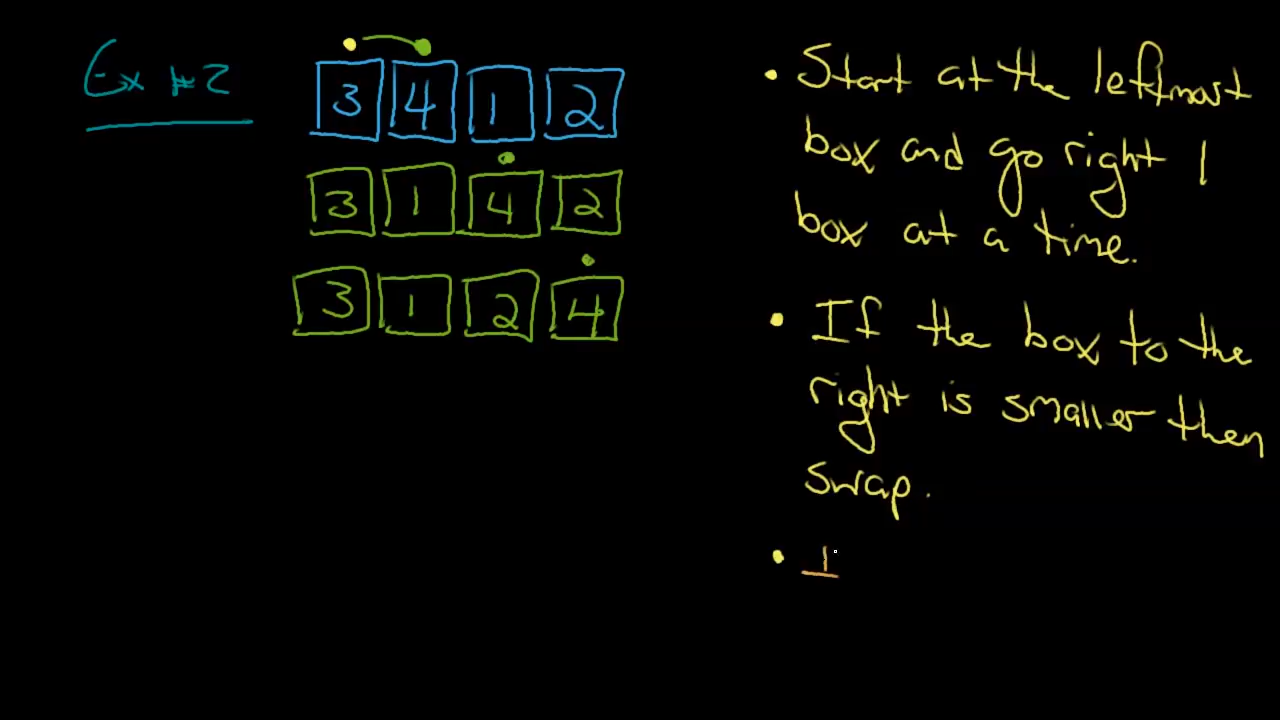 Ex #2
3 4 1 2
3 1 4 2
3 1 2 4
• Start at the leftmost
box and go right 1
box at a time.
• If the box to the
right is smaller then
swap.
•